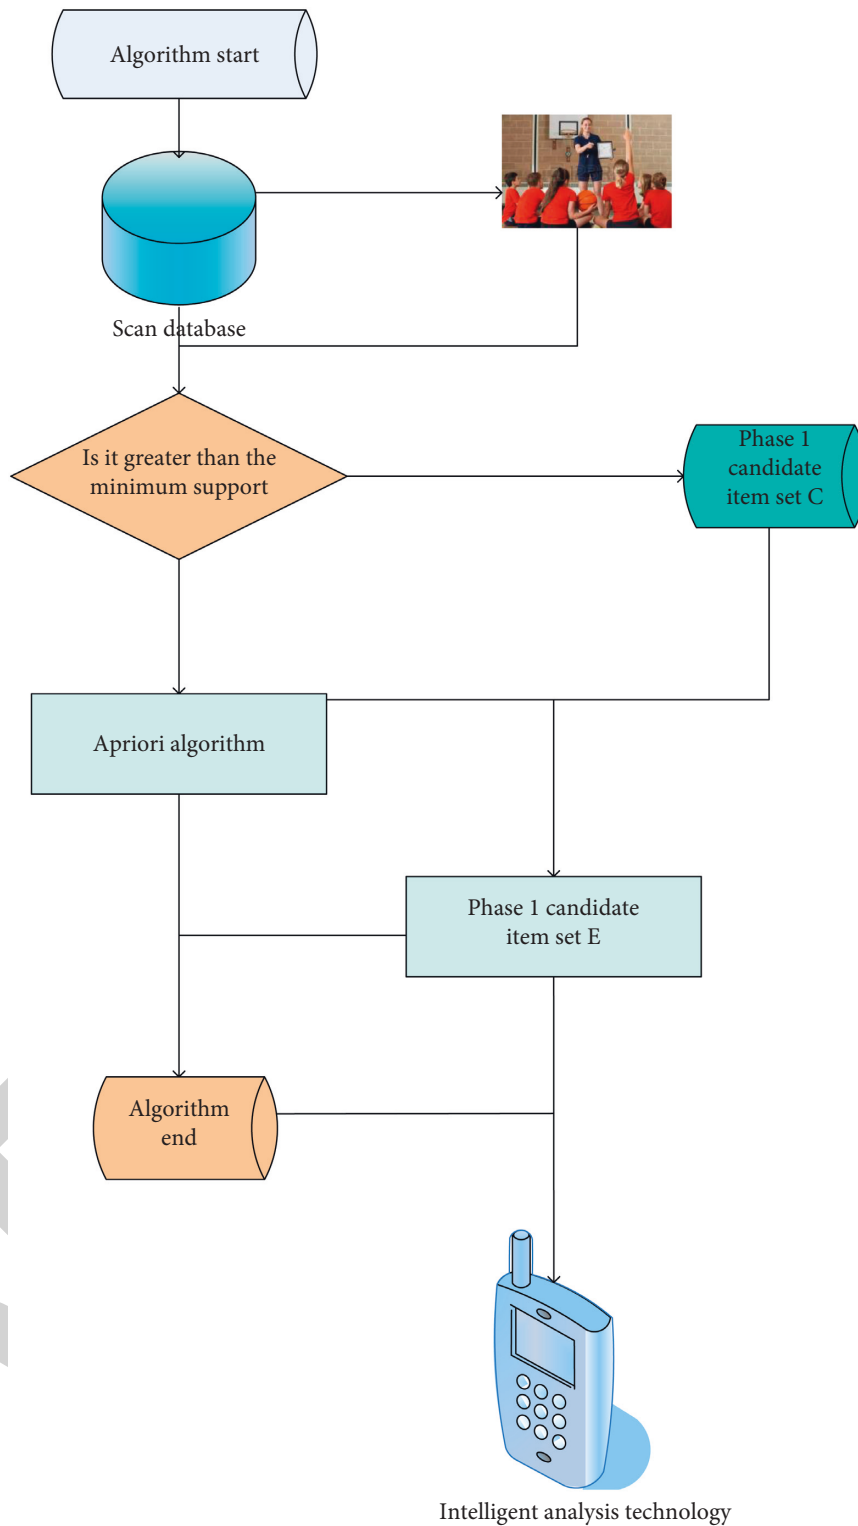 Algorithm start
Scan database
Is it greater than the
minimum support
Phase 1
candidate
item set C
Apriori algorithm
Phase 1 candidate
item set E
Algorithm
end
Intelligent analysis technology